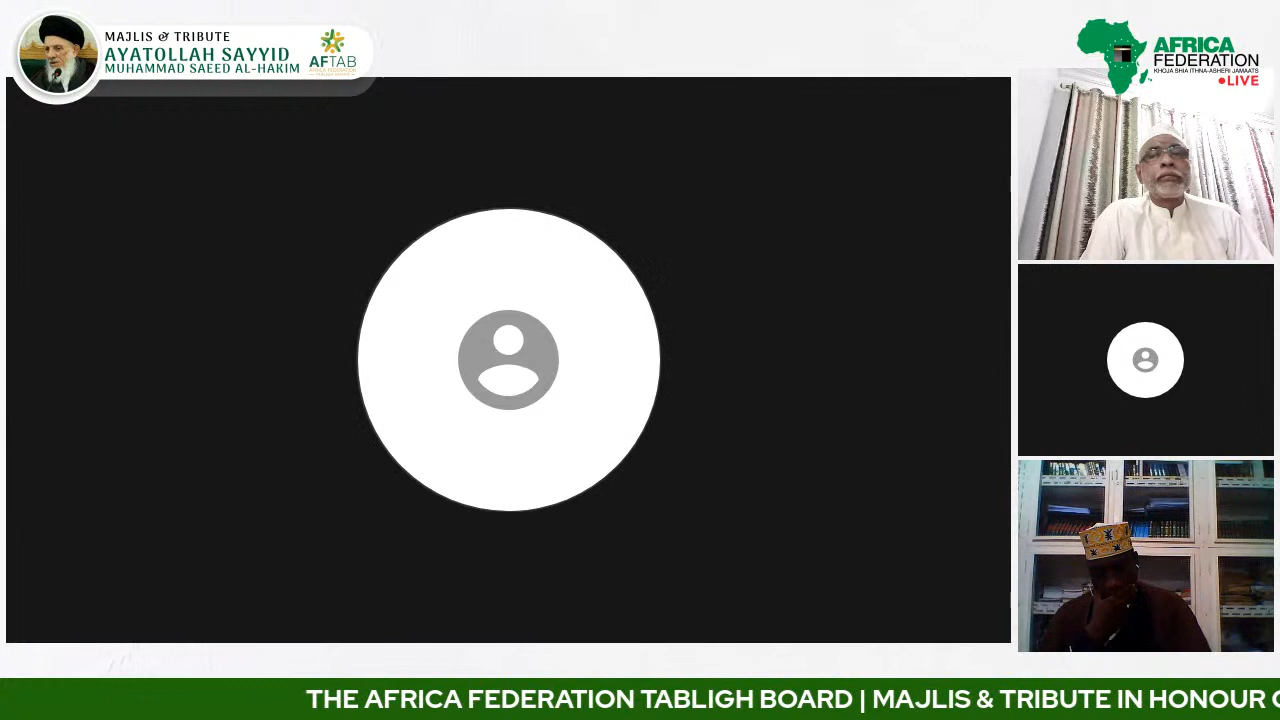 MAJLIS & TRIBUTE
AYATOLLAH SAYYID
MUHAMMAD SAEED AL-HAKIM
AFTAB
AFRICA
FEDERATION
KHOJA SHIA ITHNA-ASHERI JAMAATS
LIVE
THE AFRICA FEDERATION TABLIGH BOARD | MAJLIS & TRIBUTE IN HONOUR